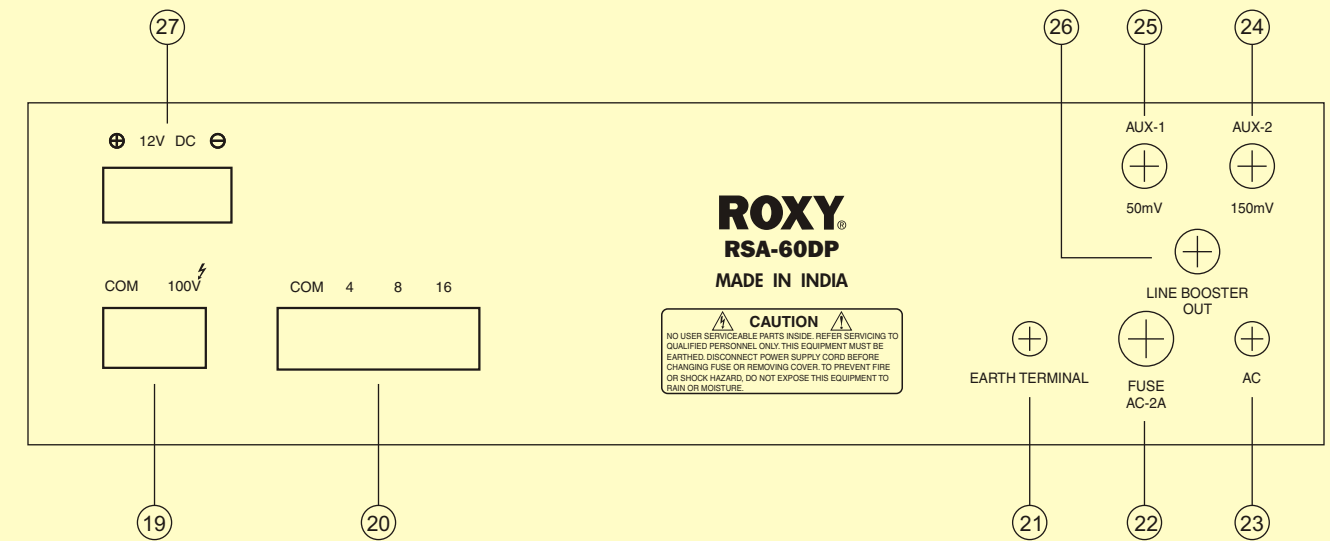 27
26
25
24
⊕ 12V DC ⊖
AUX-1
AUX-2
50mV
150mV
ROXY®
RSA-60DP
MADE IN INDIA
COM 100V
COM 4 8 16
LINE BOOSTER
OUT
CAUTION
NO USER SERVICEABLE PARTS INSIDE. REFER SERVICING TO
QUALIFIED PERSONNEL ONLY. THIS EQUIPMENT MUST BE
EARTHED. DISCONNECT POWER SUPPLY CORD BEFORE
CHANGING FUSE OR REMOVING COVER. TO PREVENT FIRE
OR SHOCK HAZARD, DO NOT EXPOSE THIS EQUIPMENT TO
RAIN OR MOISTURE.
EARTH TERMINAL
FUSE
AC-2A
AC
19
20
21
22
23